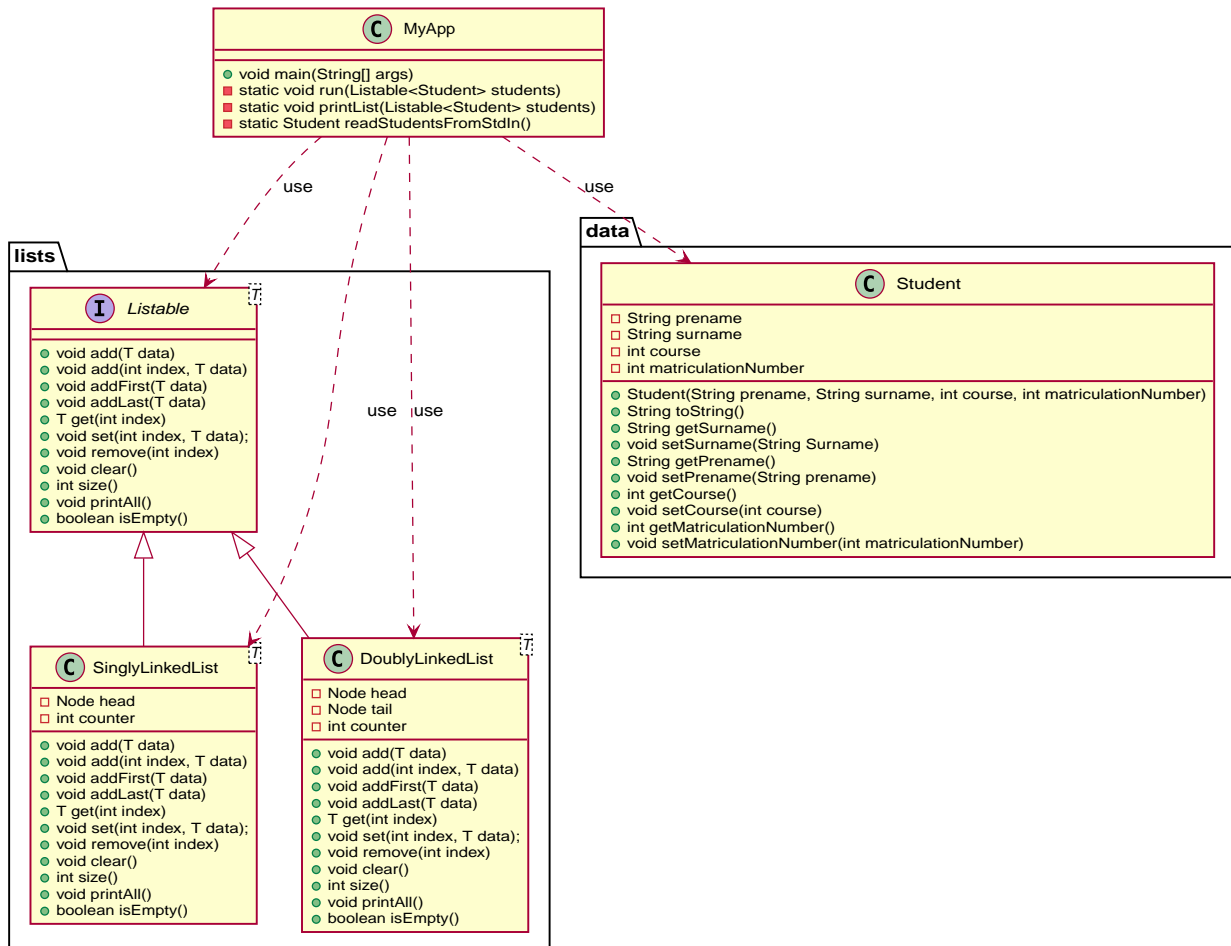 C MyApp
void main(String[] args)
static void run(Listable<Student> students)
static void printList(Listable<Student> students)
static Student readStudentsFromStdIn()
use
use
use
use
lists
I Listable
T
void add(T data)
void add(int index, T data)
void addFirst(T data)
void addLast(T data)
T get(int index)
void set(int index, T data);
void remove(int index)
void clear()
int size()
void printAll()
boolean isEmpty()
data
C Student
String prename
String surname
int course
int matriculationNumber
Student(String prename, String surname, int course, int matriculationNumber)
String toString()
String getSurname()
void setSurname(String Surname)
String getPrename()
void setPrename(String prename)
int getCourse()
void setCourse(int course)
int getMatriculationNumber()
void setMatriculationNumber(int matriculationNumber)
C SinglyLinkedList
T
Node head
int counter
void add(T data)
void add(int index, T data)
void addFirst(T data)
void addLast(T data)
T get(int index)
void set(int index, T data);
void remove(int index)
void clear()
int size()
void printAll()
boolean isEmpty()
C DoublyLinkedList
T
Node head
Node tail
int counter
void add(T data)
void add(int index, T data)
void addFirst(T data)
void addLast(T data)
T get(int index)
void set(int index, T data);
void remove(int index)
void clear()
int size()
void printAll()
boolean isEmpty()